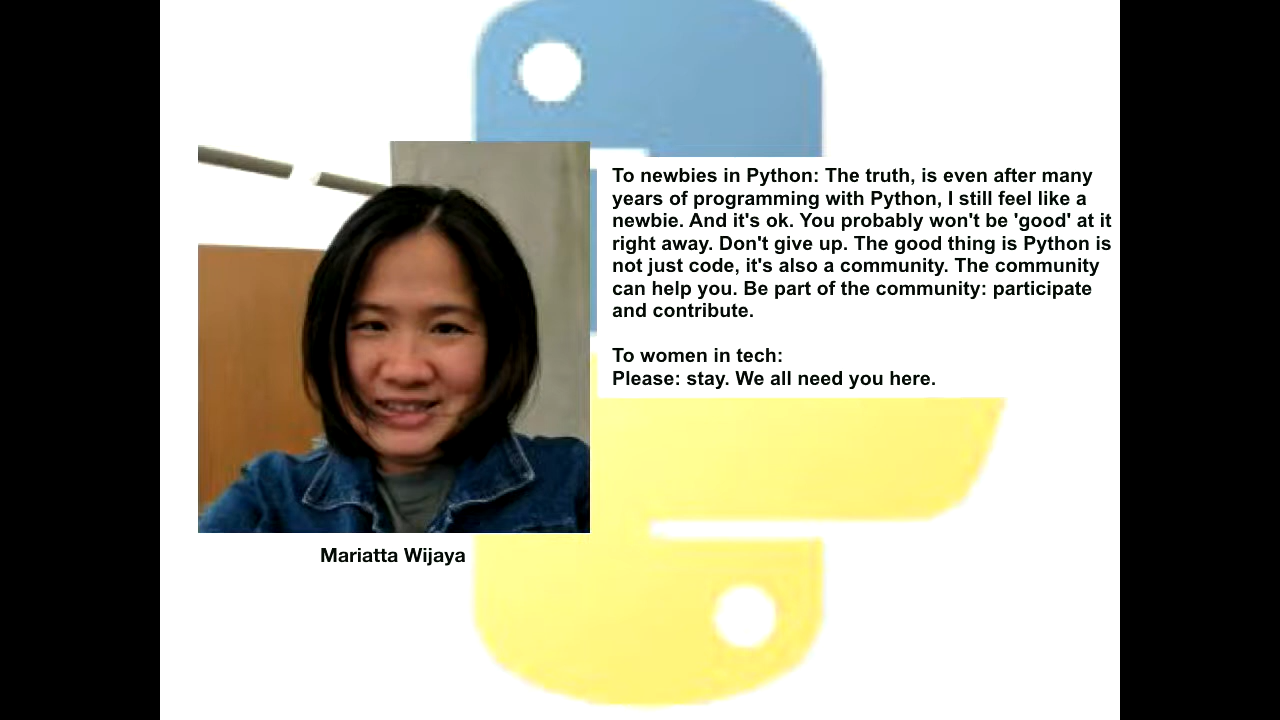 To newbies in Python: The truth, is even after many
years of programming with Python, I still feel like a
newbie. And it's ok. You probably won't be 'good' at it
right away. Don't give up. The good thing is Python is
not just code, it's also a community. The community
can help you. Be part of the community: participate
and contribute.
To women in tech:
Please: stay. We all need you here.
Mariatta Wijaya